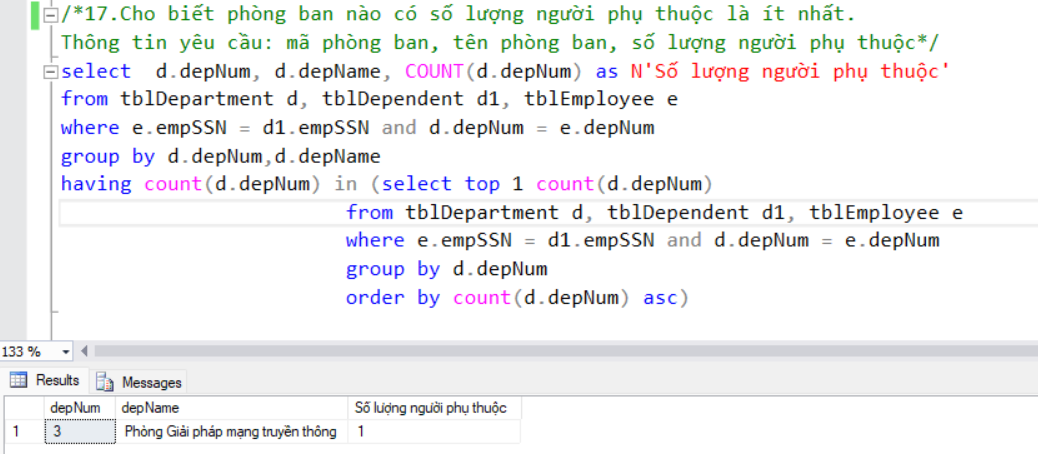 /*17.Cho biết phòng ban nào có số lượng người phụ thuộc là ít nhất.
Thông tin yêu cầu: mã phòng ban, tên phòng ban, số lượng người phụ thuộc*/
select  d.depNum, d.depName, COUNT(d.depNum) as N'Số lượng người phụ thuộc'
from tblDepartment d, tblDependent d1, tblEmployee e
where e.empSSN = d1.empSSN and d.depNum = e.depNum
group by d.depNum,d.depName
having count(d.depNum) in (select top 1 count(d.depNum)
from tblDepartment d, tblDependent d1, tblEmployee e
where e.empSSN = d1.empSSN and d.depNum = e.depNum
group by d.depNum
order by count(d.depNum) asc)
133 %
Results Messages
depNum depName Số lượng người phụ thuộc
1 3 Phòng Giải pháp mạng truyền thông 1